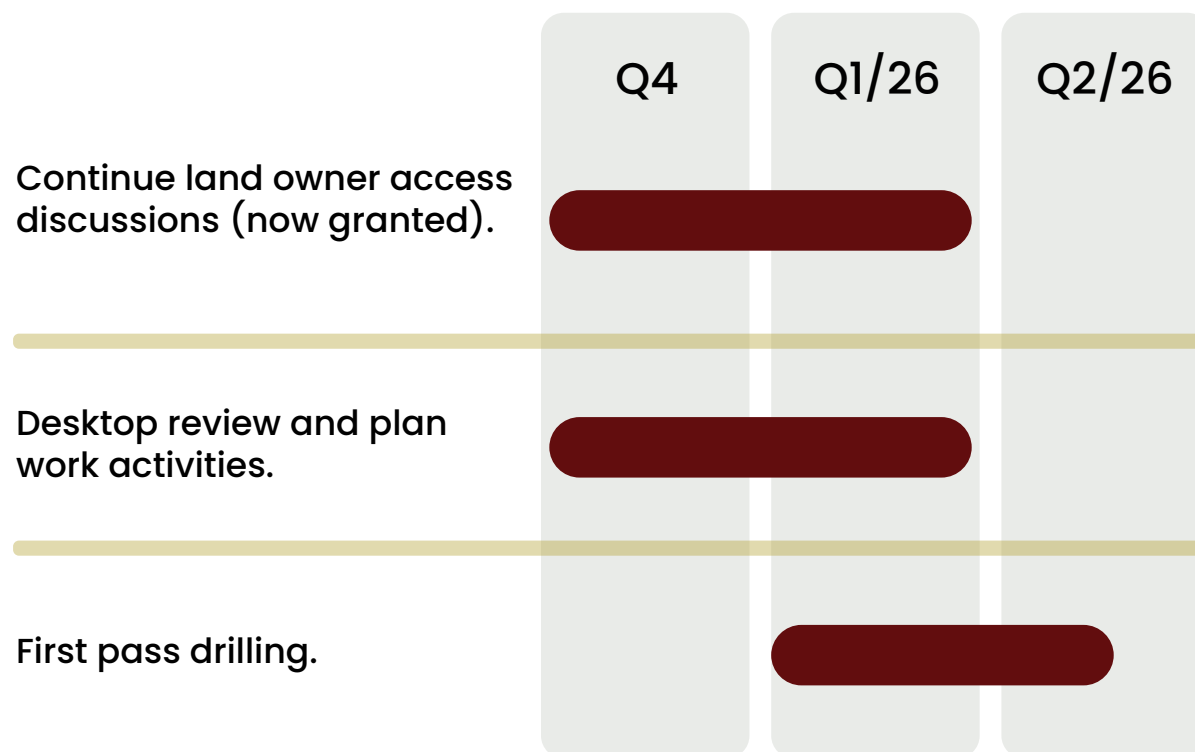 Q4 Q1/26 Q2/26
Continue land owner access
discussions (now granted).
Desktop review and plan
work activities.
First pass drilling.